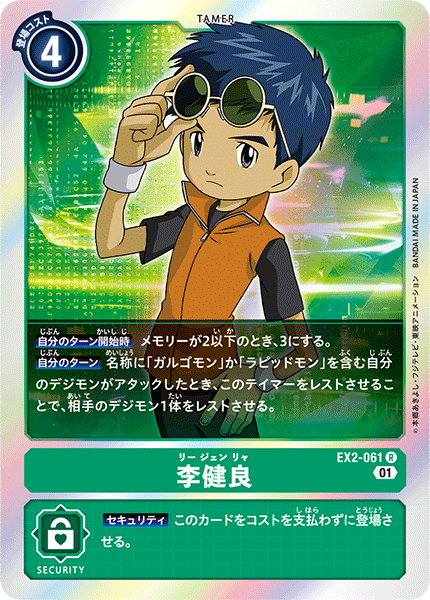 TAMER
登場コスト
4
自分のターン開始時 メモリーが2以下のとき、3にする。
自分のターン 名称に「ガルゴモン」か「ラピッドモン」を含む自分
のデジモンがアタックしたとき、このテイマーをレストさせるこ
とで、相手のデジモン1体をレストさせる。
©本郷あきよし・フジテレビ・東映アニメーション BANDAI MADE IN JAPAN
リー ジェン リャ
李健良
EX2-061 R
01
セキュリティ このカードをコストを支払わずに登場さ
せる。
SECURITY